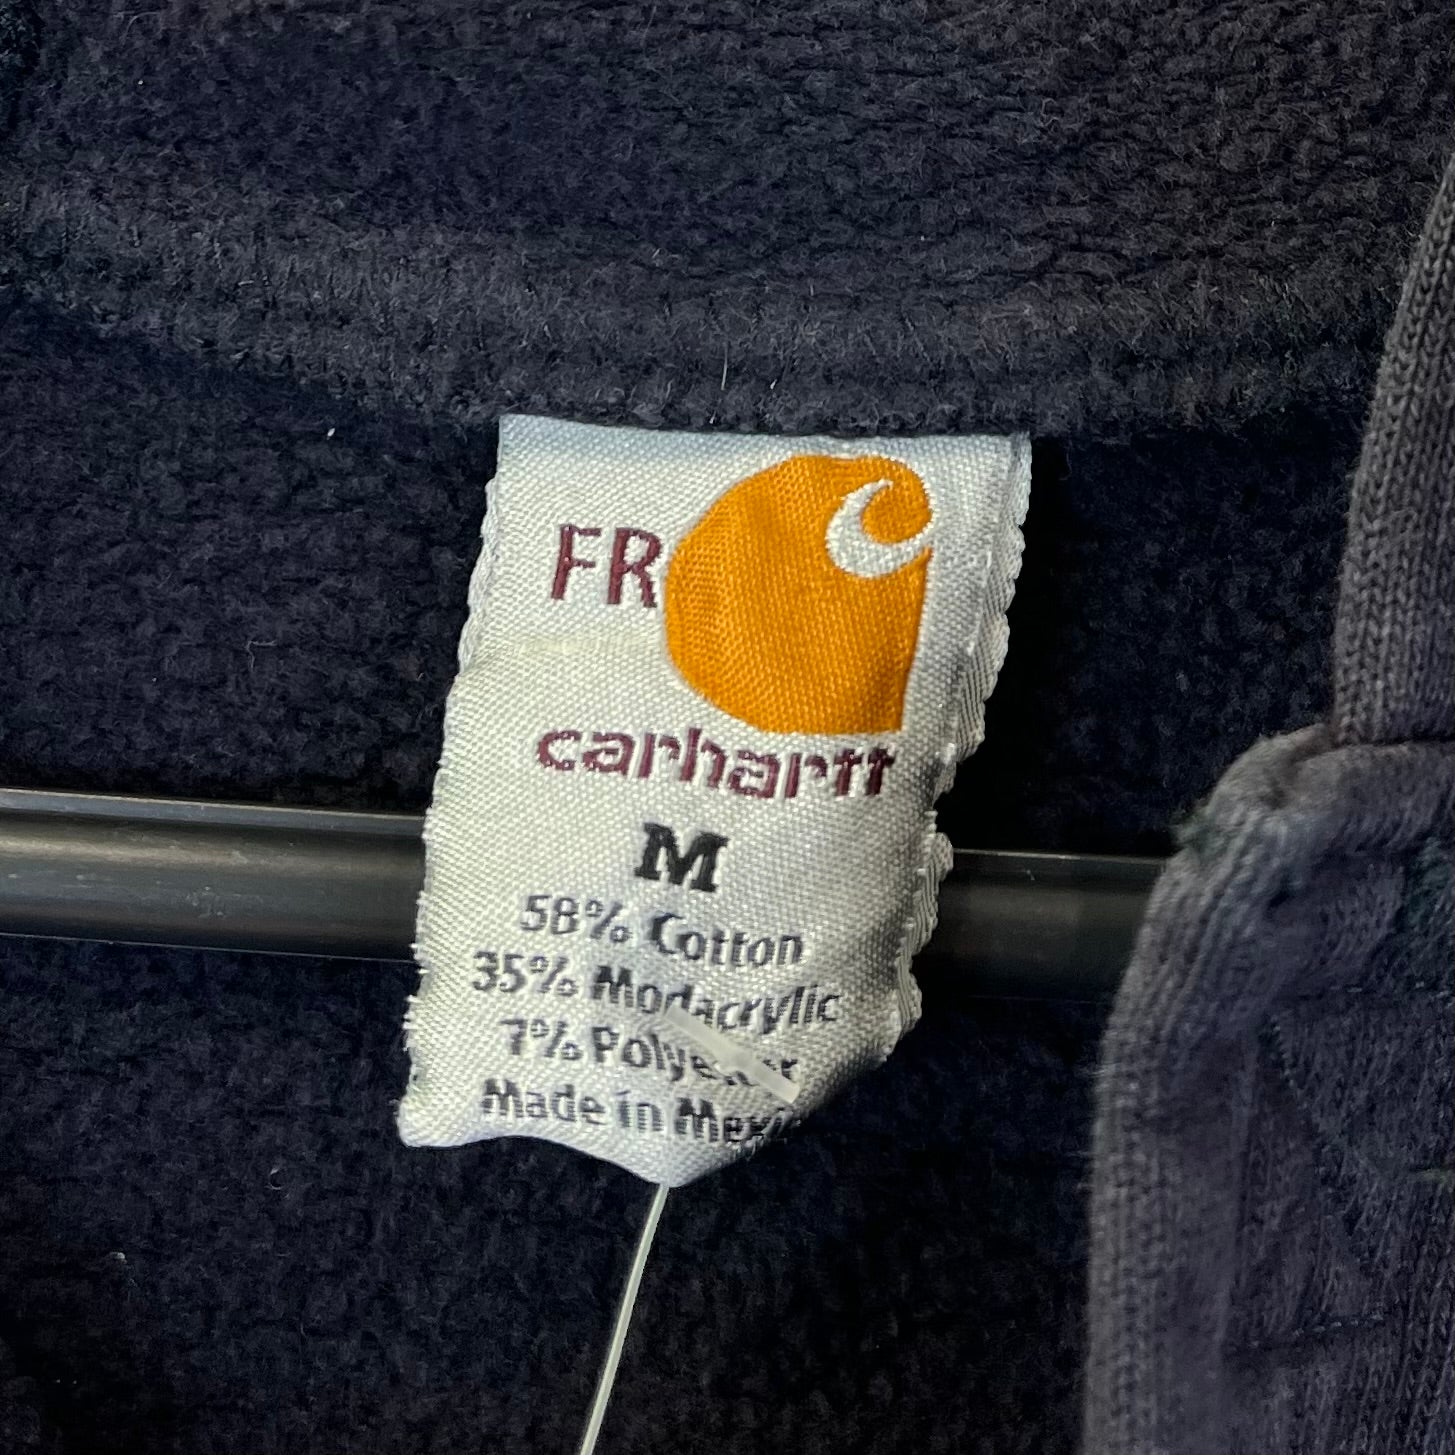 FR
carhartt
M
58% Cotton
35% Modacrylic
7% Polyester
Made in Mexi